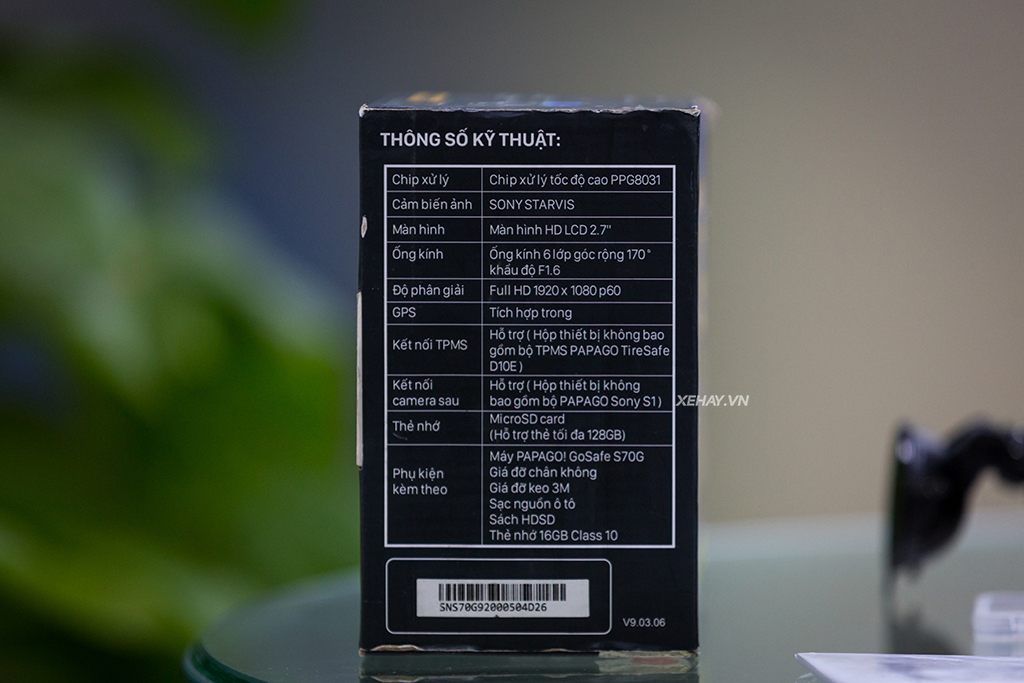 THÔNG SỐ KỸ THUẬT:
Chip xử lý Chip xử lý tốc độ cao PPG8031
Cảm biến ảnh SONY STARVIS
Màn hình Màn hình HD LCD 2.7"
Ống kính Ống kính 6 lớp góc rộng 170°
khẩu độ F1.6
Độ phân giải Full HD 1920 x 1080 p60
GPS Tích hợp trong
Kết nối TPMS Hỗ trợ ( Hộp thiết bị không bao
gồm bộ TPMS PAPAGO TireSafe
D10E )
Kết nối
camera sau
Hỗ trợ ( Hộp thiết bị không
bao gồm bộ PAPAGO Sony S1 )
XEHAY.VN
Thẻ nhớ MicroSD card
(Hỗ trợ thẻ tối đa 128GB)
Phụ kiện
kèm theo
Máy PAPAGO! GoSafe S70G
Giá đỡ chân không
Giá đỡ keo 3M
Sạc nguồn ô tô
Sách HDSD
Thẻ nhớ 16GB Class 10
SNS70G92000504D26
V9.03.06